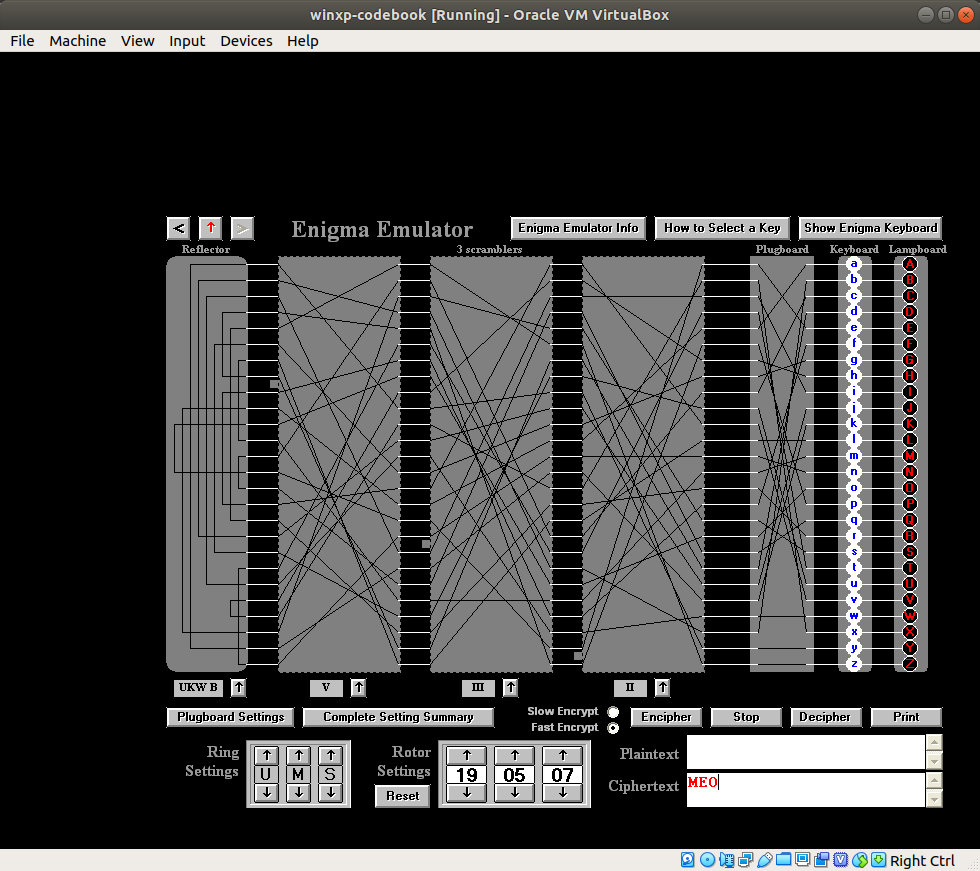 winxp-codebook [Running] - Oracle VM VirtualBox
File Machine View Input Devices Help
< ↑ > Enigma Emulator Enigma Emulator Info How to Select a Key Show Enigma Keyboard
Reflector 3 scramblers Plugboard Keyboard Lampboard
a A
b B
c C
d D
e E
f F
g G
h H
i I
j J
k K
l L
m M
n N
o O
p P
q Q
r R
s S
t T
u U
v V
w W
x X
y Y
z Z
UKW B ↑ V ↑ III ↑ II ↑
Plugboard Settings Complete Setting Summary Slow Encrypt Fast Encrypt Encipher Stop Decipher Print
Ring Settings U M S Rotor Settings 19 05 07 Reset
Plaintext
Ciphertext MEO
Right Ctrl